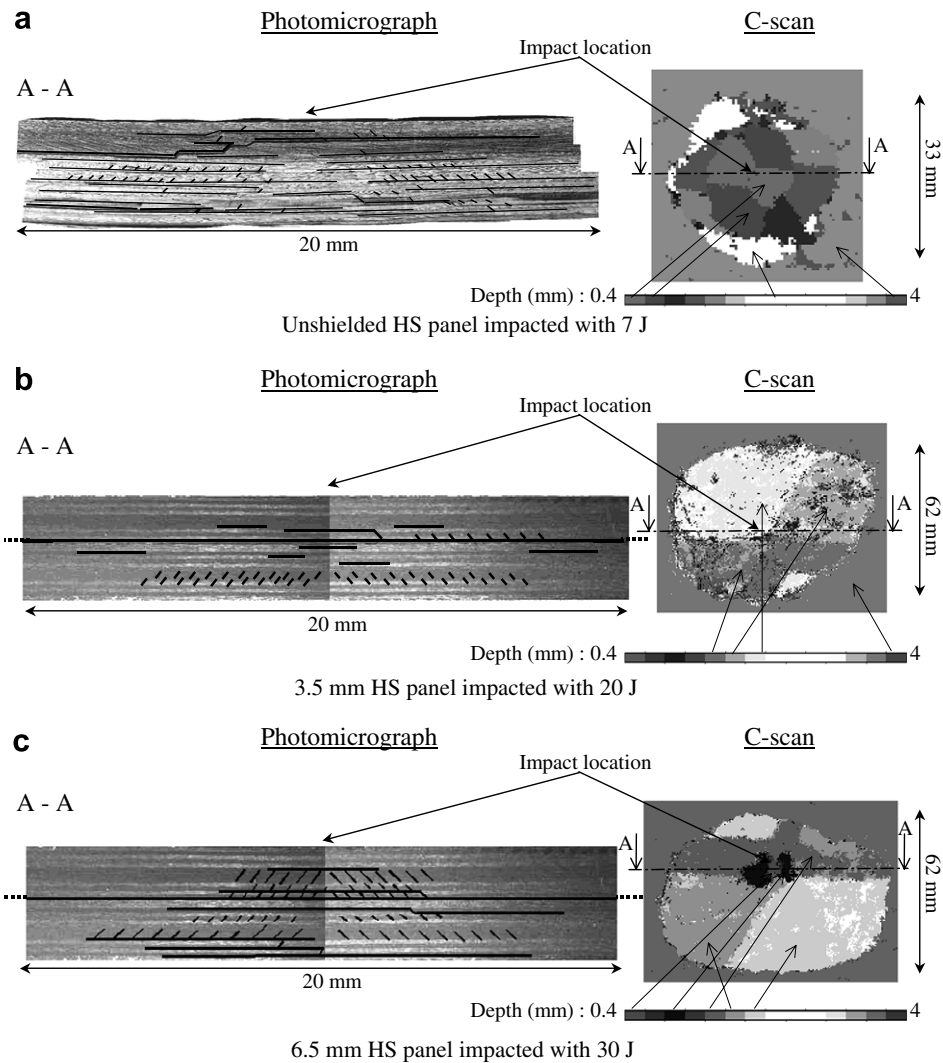 a
Photomicrograph
C-scan
Impact location
A - A
A
A
33 mm
20 mm
Depth (mm) : 0.4
4
Unshielded HS panel impacted with 7 J
b
Photomicrograph
C-scan
Impact location
A - A
A
A
62 mm
20 mm
Depth (mm) : 0.4
4
3.5 mm HS panel impacted with 20 J
c
Photomicrograph
C-scan
Impact location
A - A
A
A
62 mm
20 mm
Depth (mm) : 0.4
4
6.5 mm HS panel impacted with 30 J